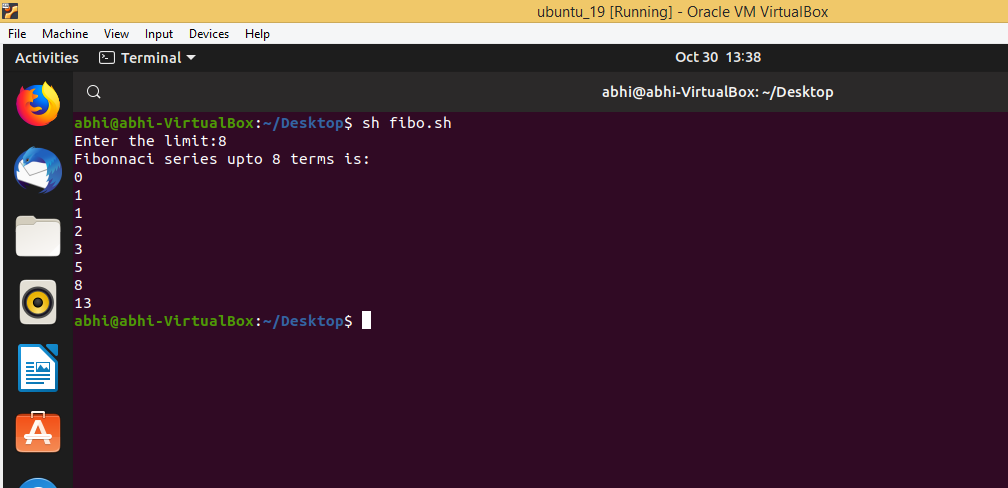 ubuntu_19 [Running] - Oracle VM VirtualBox
File Machine View Input Devices Help
Activities Terminal Oct 30 13:38
abhi@abhi-VirtualBox: ~/Desktop
abhi@abhi-VirtualBox:~/Desktop$ sh fibo.sh
Enter the limit:8
Fibonnaci series upto 8 terms is:
0
1
1
2
3
5
8
13
abhi@abhi-VirtualBox:~/Desktop$